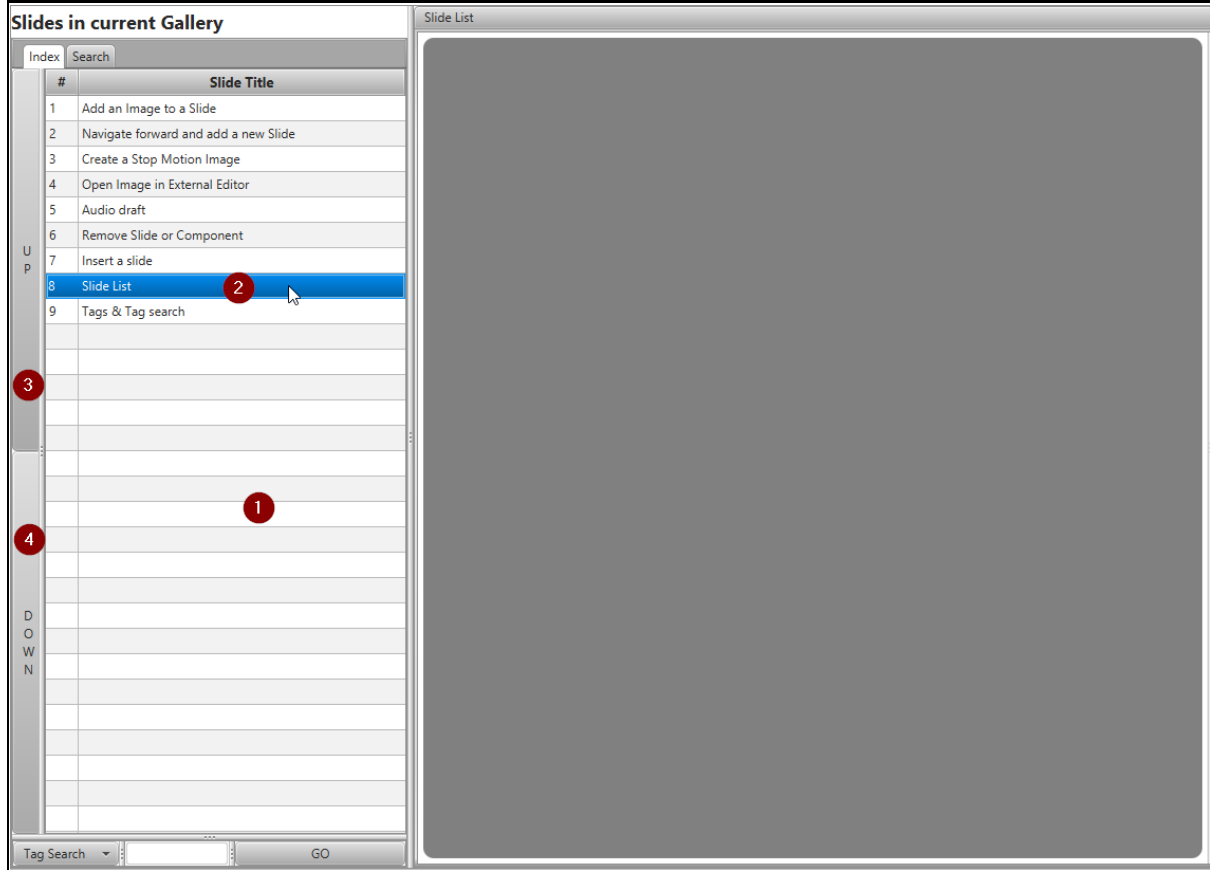 Slides in current Gallery
Slide List
Index Search
# Slide Title
1 Add an Image to a Slide
2 Navigate forward and add a new Slide
3 Create a Stop Motion Image
4 Open Image in External Editor
5 Audio draft
6 Remove Slide or Component
7 Insert a slide
8 Slide List 2
9 Tags & Tag search
U
P
3
1
4
D
O
W
N
Tag Search GO